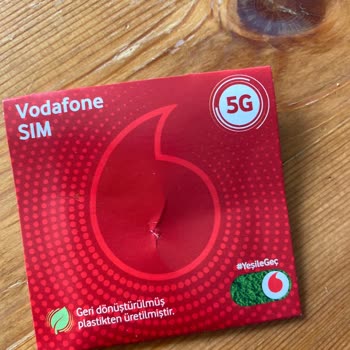 Vodafone
SIM
5G
#YeşileGeç
Geri dönüştürülmüş
plastikten üretilmiştir.